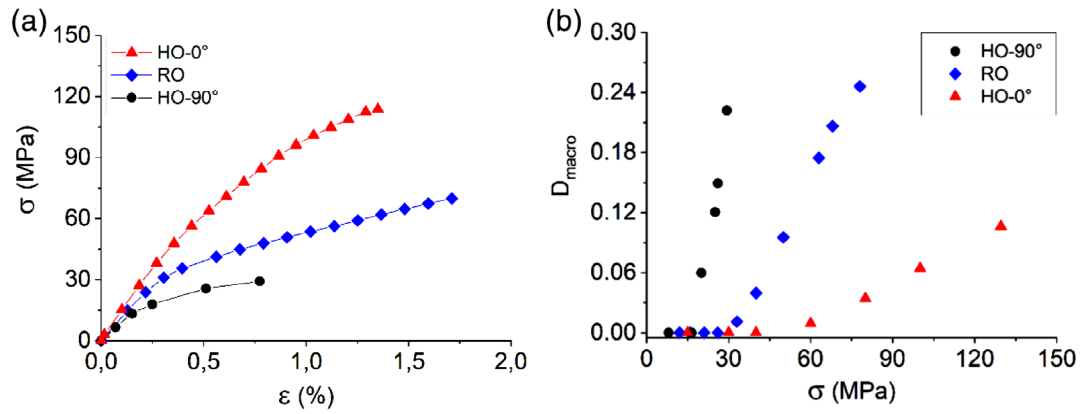 (a)
150
120
90
60
30
0
σ (MPa)
HO-0°
RO
HO-90°
0,0 0,5 1,0 1,5 2,0
ε (%)
(b)
0.30
0.24
0.18
0.12
0.06
0.00
D_macro
HO-90°
RO
HO-0°
0 30 60 90 120 150
σ (MPa)